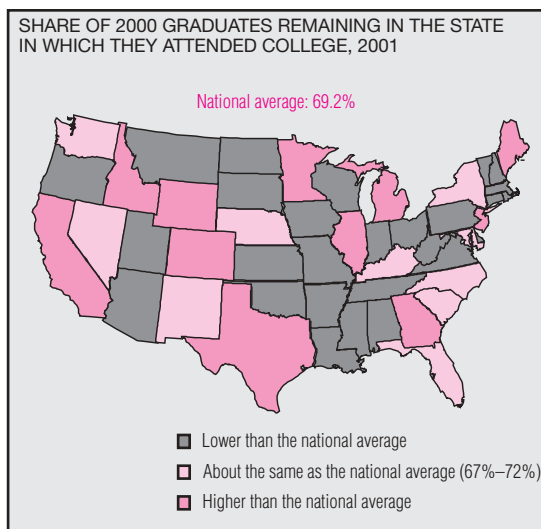 SHARE OF 2000 GRADUATES REMAINING IN THE STATE
IN WHICH THEY ATTENDED COLLEGE, 2001
National average: 69.2%
Lower than the national average
About the same as the national average (67%–72%)
Higher than the national average